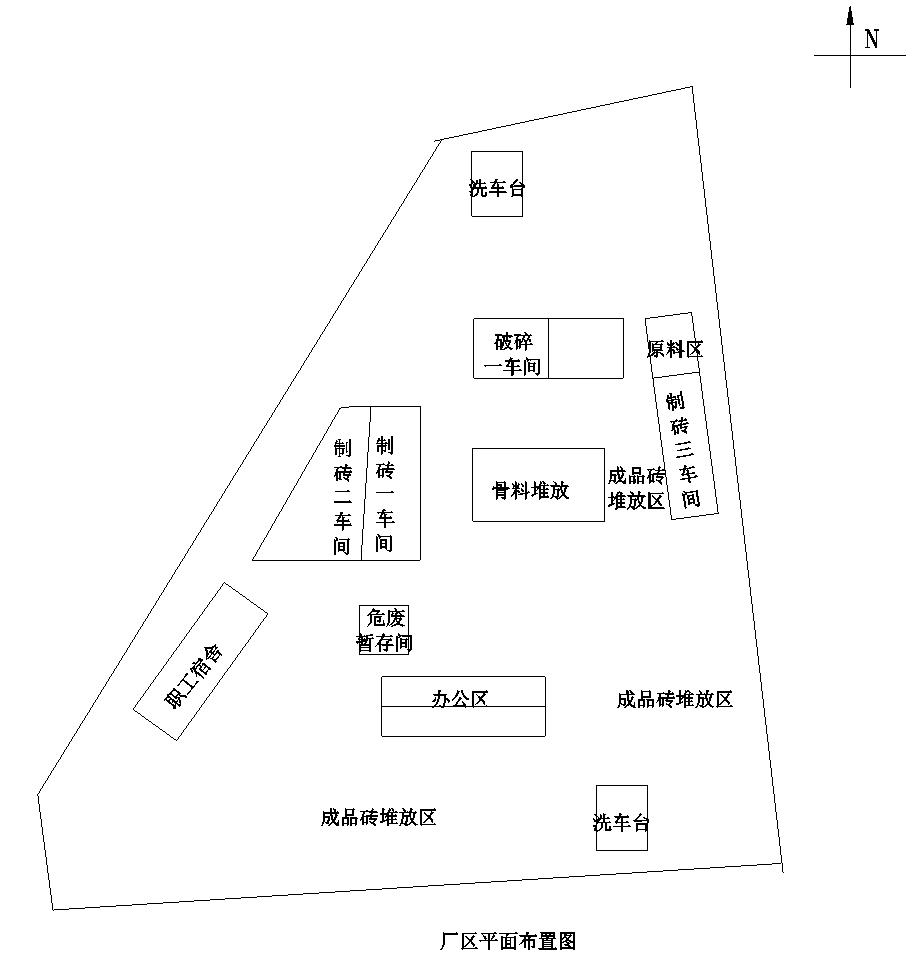 N
洗车台
破碎
一车间
原料区
制砖三车间
制砖二车间
制砖一车间
骨料堆放
成品砖
堆放区
危废
暂存间
职工宿舍
办公区
成品砖堆放区
成品砖堆放区
洗车台
厂区平面布置图